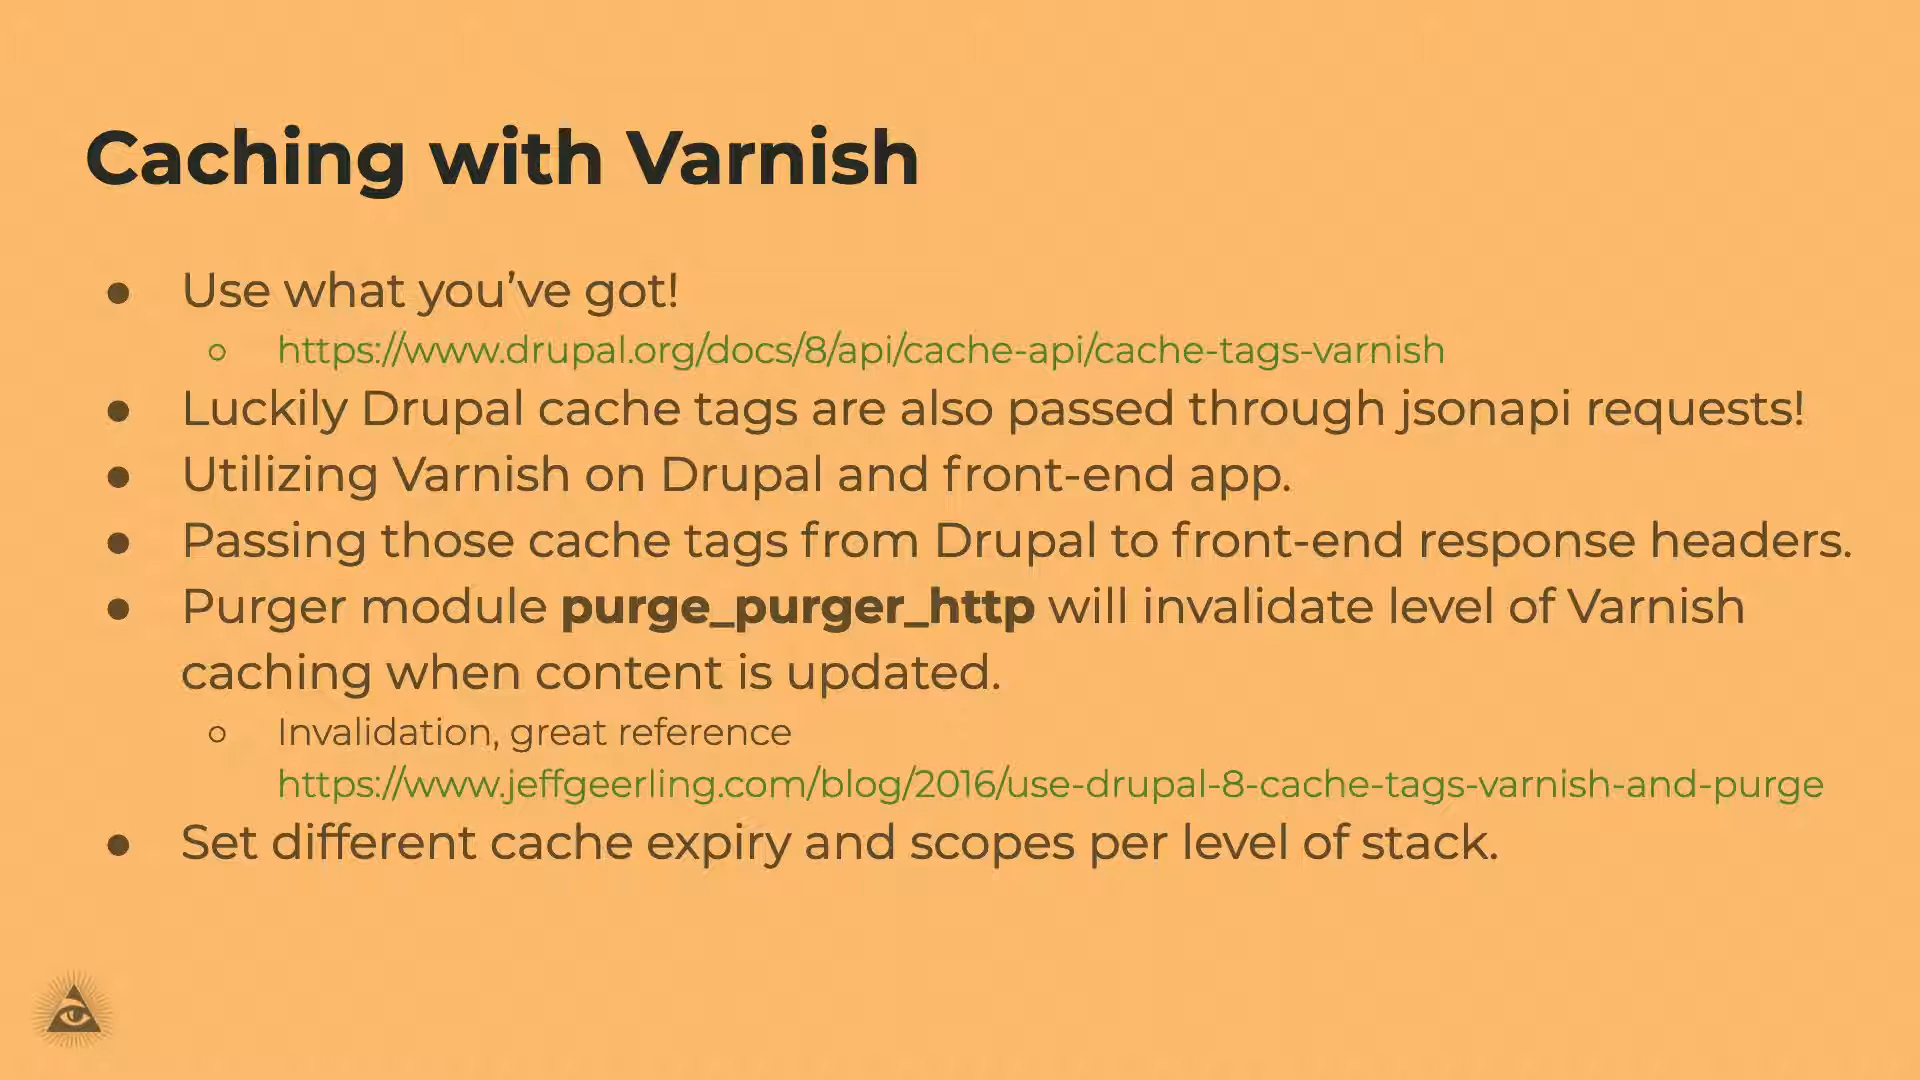 Caching with Varnish
● Use what you’ve got!
○ https://www.drupal.org/docs/8/api/cache-api/cache-tags-varnish
● Luckily Drupal cache tags are also passed through jsonapi requests!
● Utilizing Varnish on Drupal and front-end app.
● Passing those cache tags from Drupal to front-end response headers.
● Purger module purge_purger_http will invalidate level of Varnish
caching when content is updated.
○ Invalidation, great reference
https://www.jeffgeerling.com/blog/2016/use-drupal-8-cache-tags-varnish-and-purge
● Set different cache expiry and scopes per level of stack.